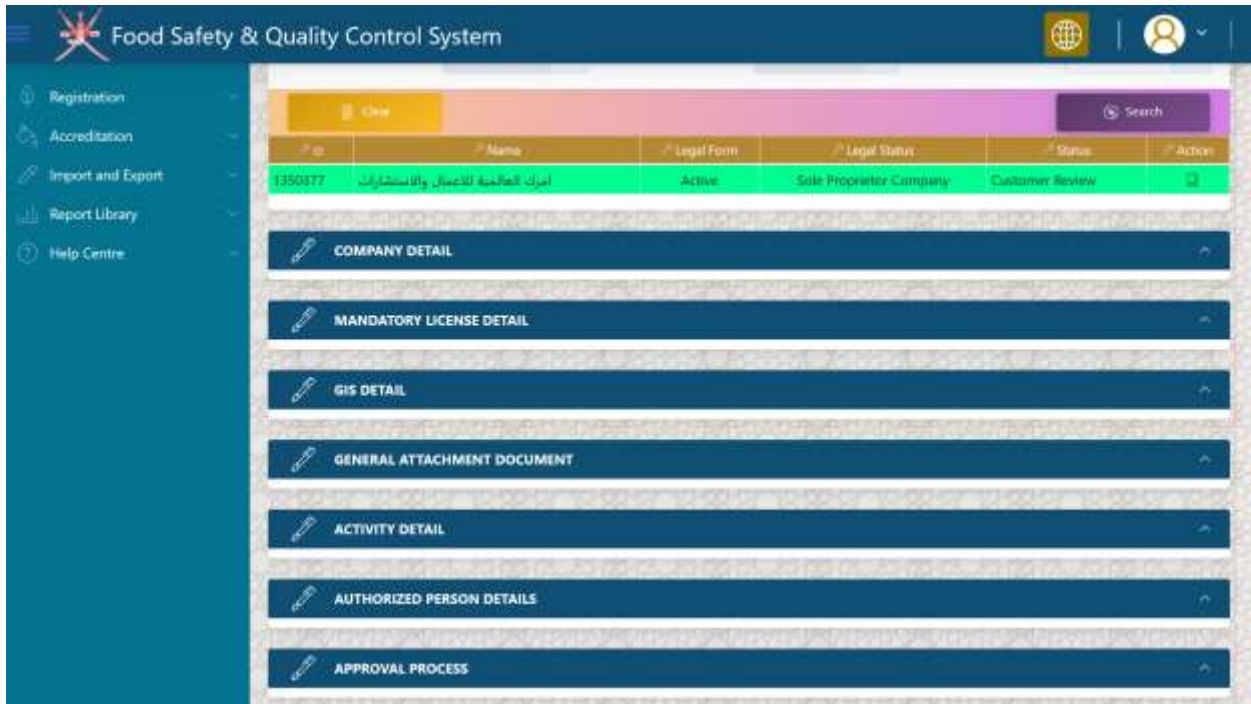 Food Safety & Quality Control System
Registration
Accreditation
Import and Export
Report Library
Help Centre
Clear
Search
ID Name Legal Form Legal Status Status Action
1350377 امرك العالمية للاعمال والاستشارات Active Sole Proprietor Company Customer Review
COMPANY DETAIL
MANDATORY LICENSE DETAIL
GIS DETAIL
GENERAL ATTACHMENT DOCUMENT
ACTIVITY DETAIL
AUTHORIZED PERSON DETAILS
APPROVAL PROCESS